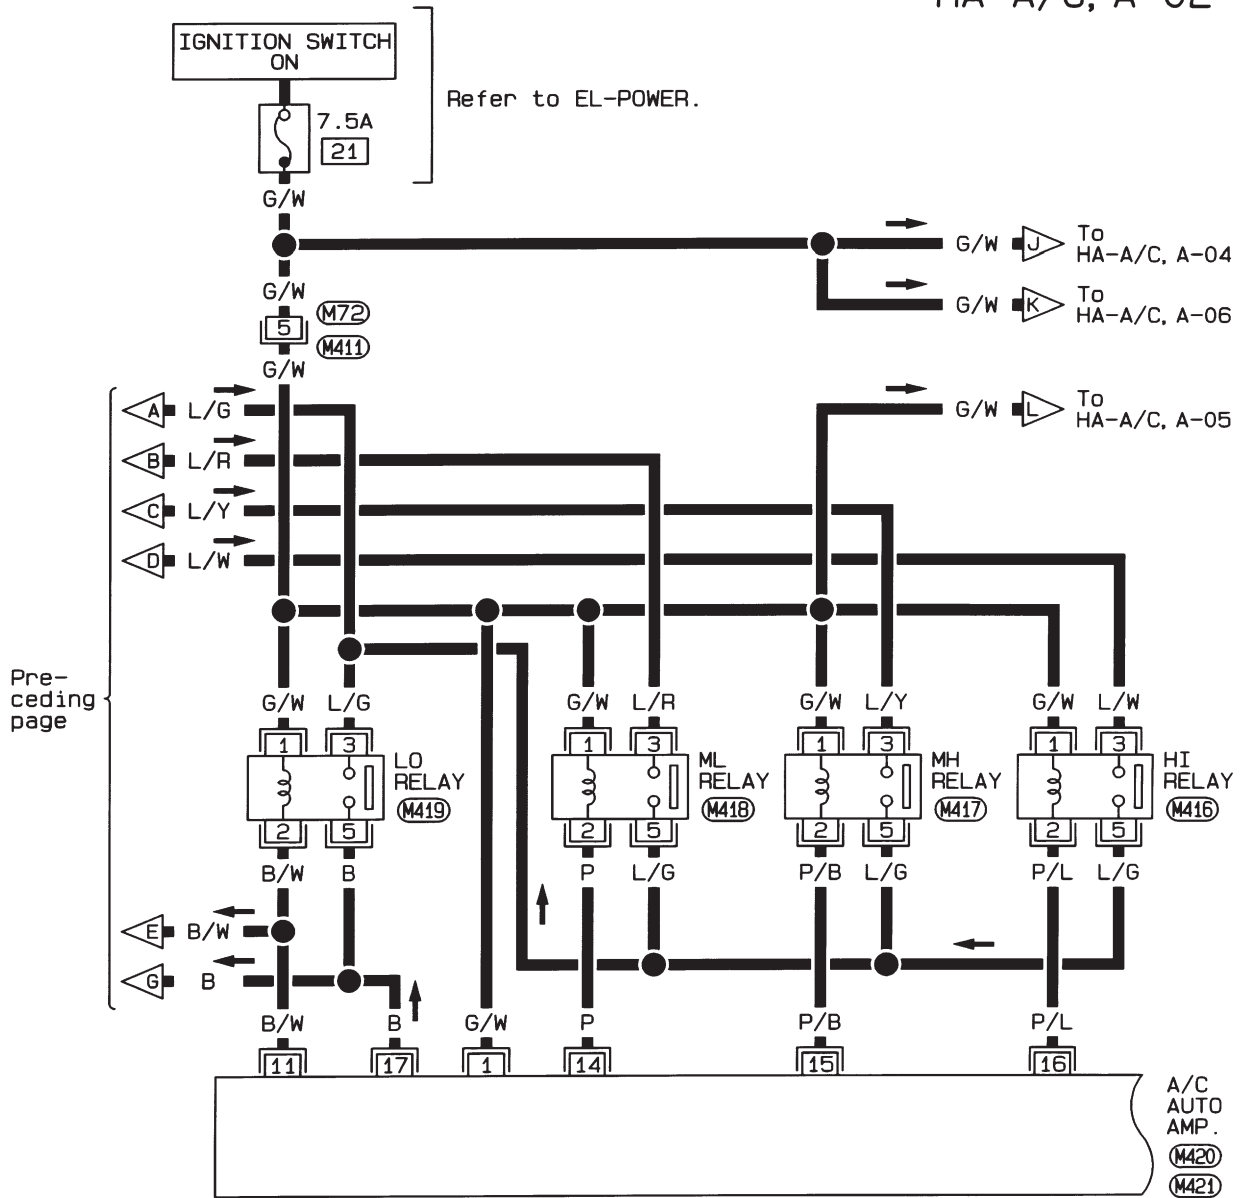 HA-A/C, A-02
IGNITION SWITCH
ON
Refer to EL-POWER.
7.5A
21
G/W
G/W J To
HA-A/C, A-04
G/W
M72
5
G/W K To
HA-A/C, A-06
M411
G/W
A L/G
G/W L To
HA-A/C, A-05
B L/R
C L/Y
D L/W
Pre-
ceding
page
G/W L/G G/W L/R G/W L/Y G/W L/W
1 3 1 3 1 3 1 3
LO
RELAY
M419
ML
RELAY
M418
MH
RELAY
M417
HI
RELAY
M416
2 5 2 5 2 5 2 5
B/W B P L/G P/B L/G P/L L/G
E B/W
G B
B/W B G/W P P/B P/L
11 17 1 14 15 16
A/C
AUTO
AMP.
M420
M421